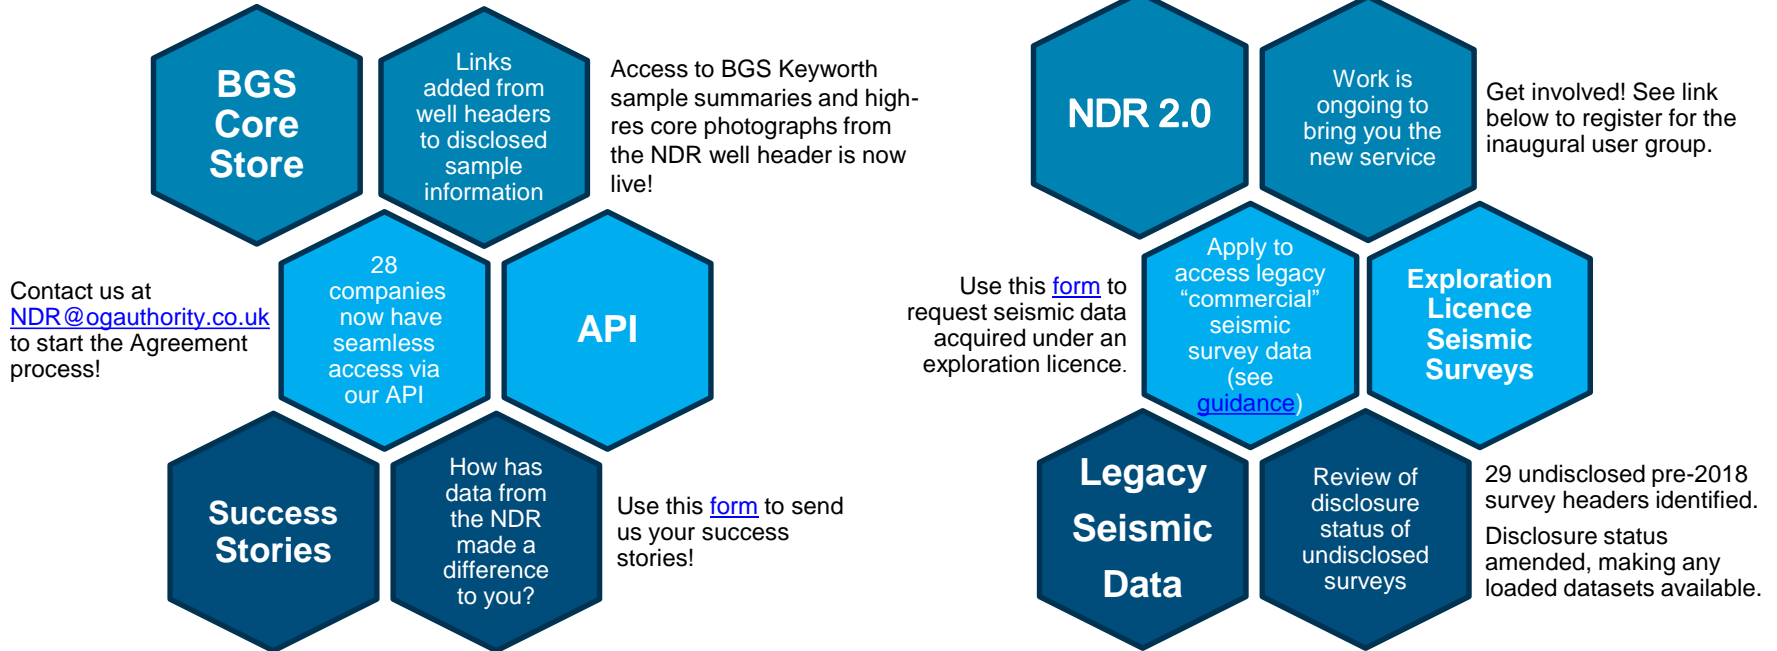 BGS
Core
Store
Links
added from
well headers
to disclosed
sample
information
Access to BGS Keyworth
sample summaries and high-
res core photographs from
the NDR well header is now
live!
Contact us at
NDR@ogauthority.co.uk
to start the Agreement
process!
28
companies
now have
seamless
access via
our API
API
Success
Stories
How has
data from
the NDR
made a
difference
to you?
Use this form to send
us your success
stories!
NDR 2.0
Work is
ongoing to
bring you the
new service
Get involved! See link
below to register for the
inaugural user group.
Use this form to
request seismic data
acquired under an
exploration licence.
Apply to
access legacy
“commercial”
seismic
survey data
(see
guidance)
Exploration
Licence
Seismic
Surveys
Legacy
Seismic
Data
Review of
disclosure
status of
undisclosed
surveys
29 undisclosed pre-2018
survey headers identified.
Disclosure status
amended, making any
loaded datasets available.